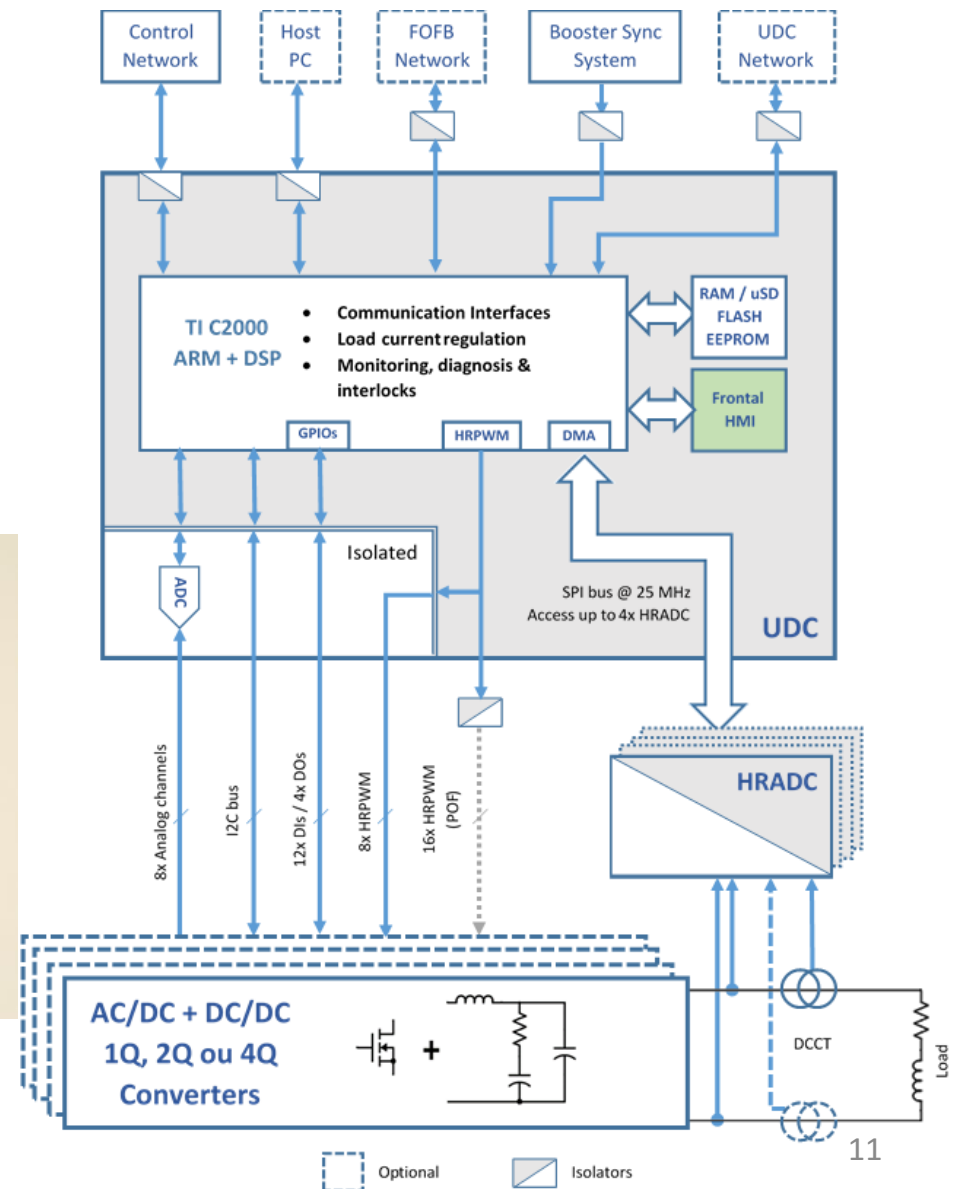 Control
Network
Host
PC
FOFB
Network
Booster Sync
System
UDC
Network
TI C2000
ARM + DSP
• Communication Interfaces
• Load current regulation
• Monitoring, diagnosis &
interlocks
GPIOs
HRPWM
DMA
RAM / uSD
FLASH
EEPROM
Frontal
HMI
Isolated
ADC
SPI bus @ 25 MHz
Access up to 4x HRADC
UDC
8x Analog channels
I2C bus
12x DIs / 4x DOs
8x HRPWM
16x HRPWM
(POF)
HRADC
AC/DC + DC/DC
1Q, 2Q ou 4Q
Converters
+
DCCT
Load
11
Optional
Isolators